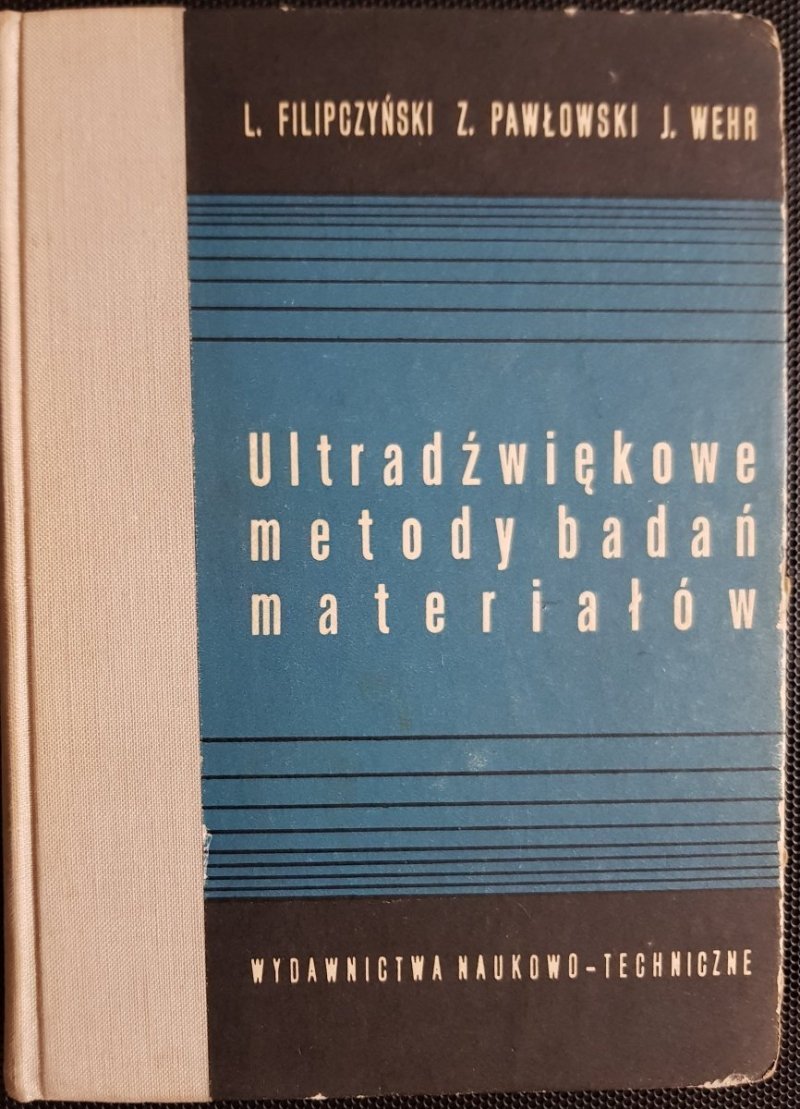 L. FILIPCZYŃSKI Z. PAWŁOWSKI J. WEHR
Ultradźwiękowe
metody badań
materiałów
WYDAWNICTWA NAUKOWO-TECHNICZNE